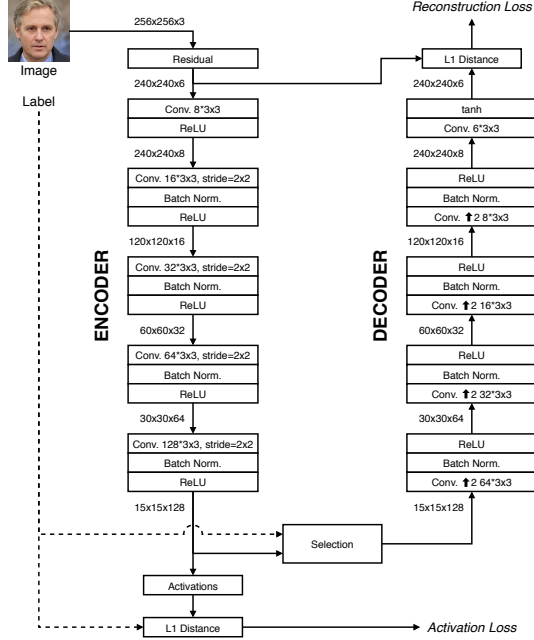 Image
Label
256x256x3
Residual
240x240x6
Conv. 8*3x3
ReLU
240x240x8
Conv. 16*3x3, stride=2x2
Batch Norm.
ReLU
120x120x16
Conv. 32*3x3, stride=2x2
Batch Norm.
ReLU
60x60x32
Conv. 64*3x3, stride=2x2
Batch Norm.
ReLU
30x30x64
Conv. 128*3x3, stride=2x2
Batch Norm.
ReLU
15x15x128
ENCODER
Activations
L1 Distance
Activation Loss
Selection
DECODER
Reconstruction Loss
L1 Distance
240x240x6
tanh
Conv. 6*3x3
240x240x8
ReLU
Batch Norm.
Conv. ⬆2 8*3x3
120x120x16
ReLU
Batch Norm.
Conv. ⬆2 16*3x3
60x60x32
ReLU
Batch Norm.
Conv. ⬆2 32*3x3
30x30x64
ReLU
Batch Norm.
Conv. ⬆2 64*3x3
15x15x128